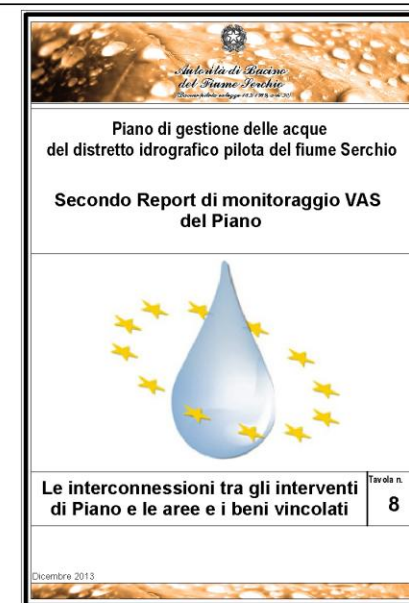 Autorità di Bacino
del Fiume Serchio
Piano di gestione delle acque
del distretto idrografico pilota del fiume Serchio
Secondo Report di monitoraggio VAS
del Piano
Le interconnessioni tra gli interventi
di Piano e le aree e i beni vincolati
Tavola n.
8
Dicembre 2013